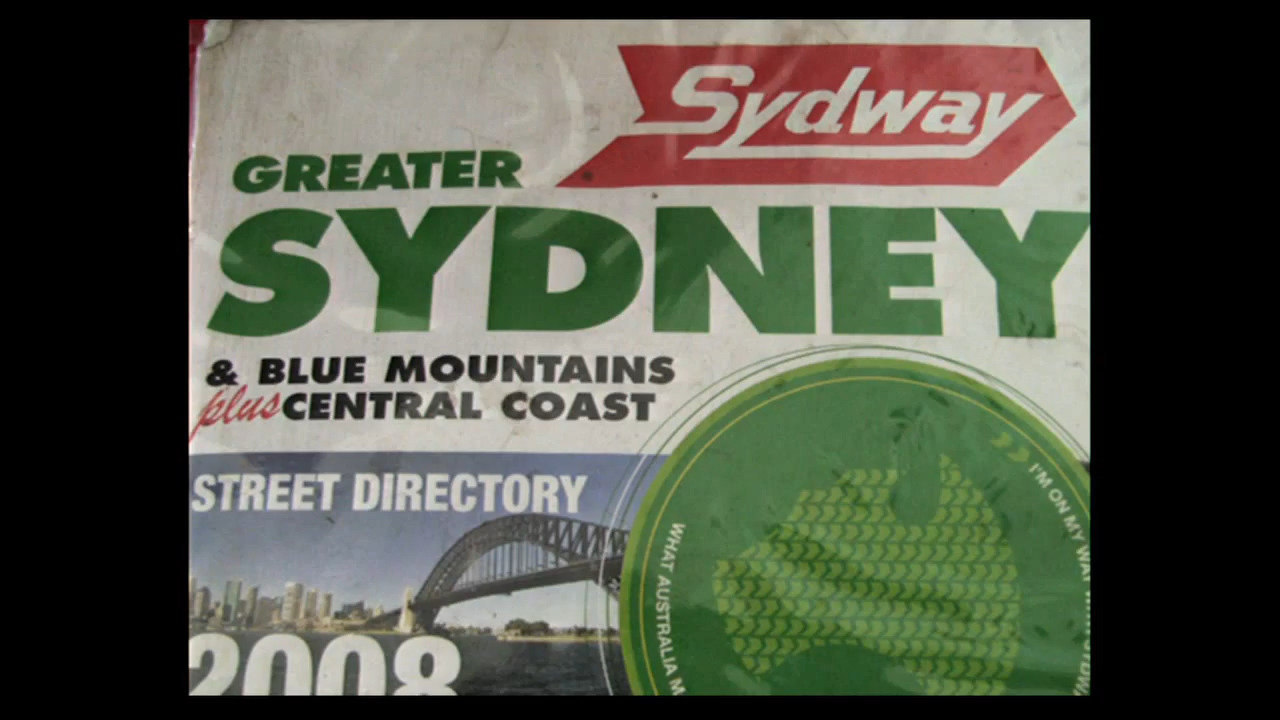 Sydway
GREATER
SYDNEY
& BLUE MOUNTAINS
plus CENTRAL COAST
STREET DIRECTORY
2008
WHAT AUSTRALIA M
I'M ON MY WAY